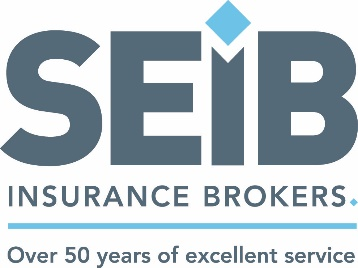 SEiB
INSURANCE BROKERS.
Over 50 years of excellent service